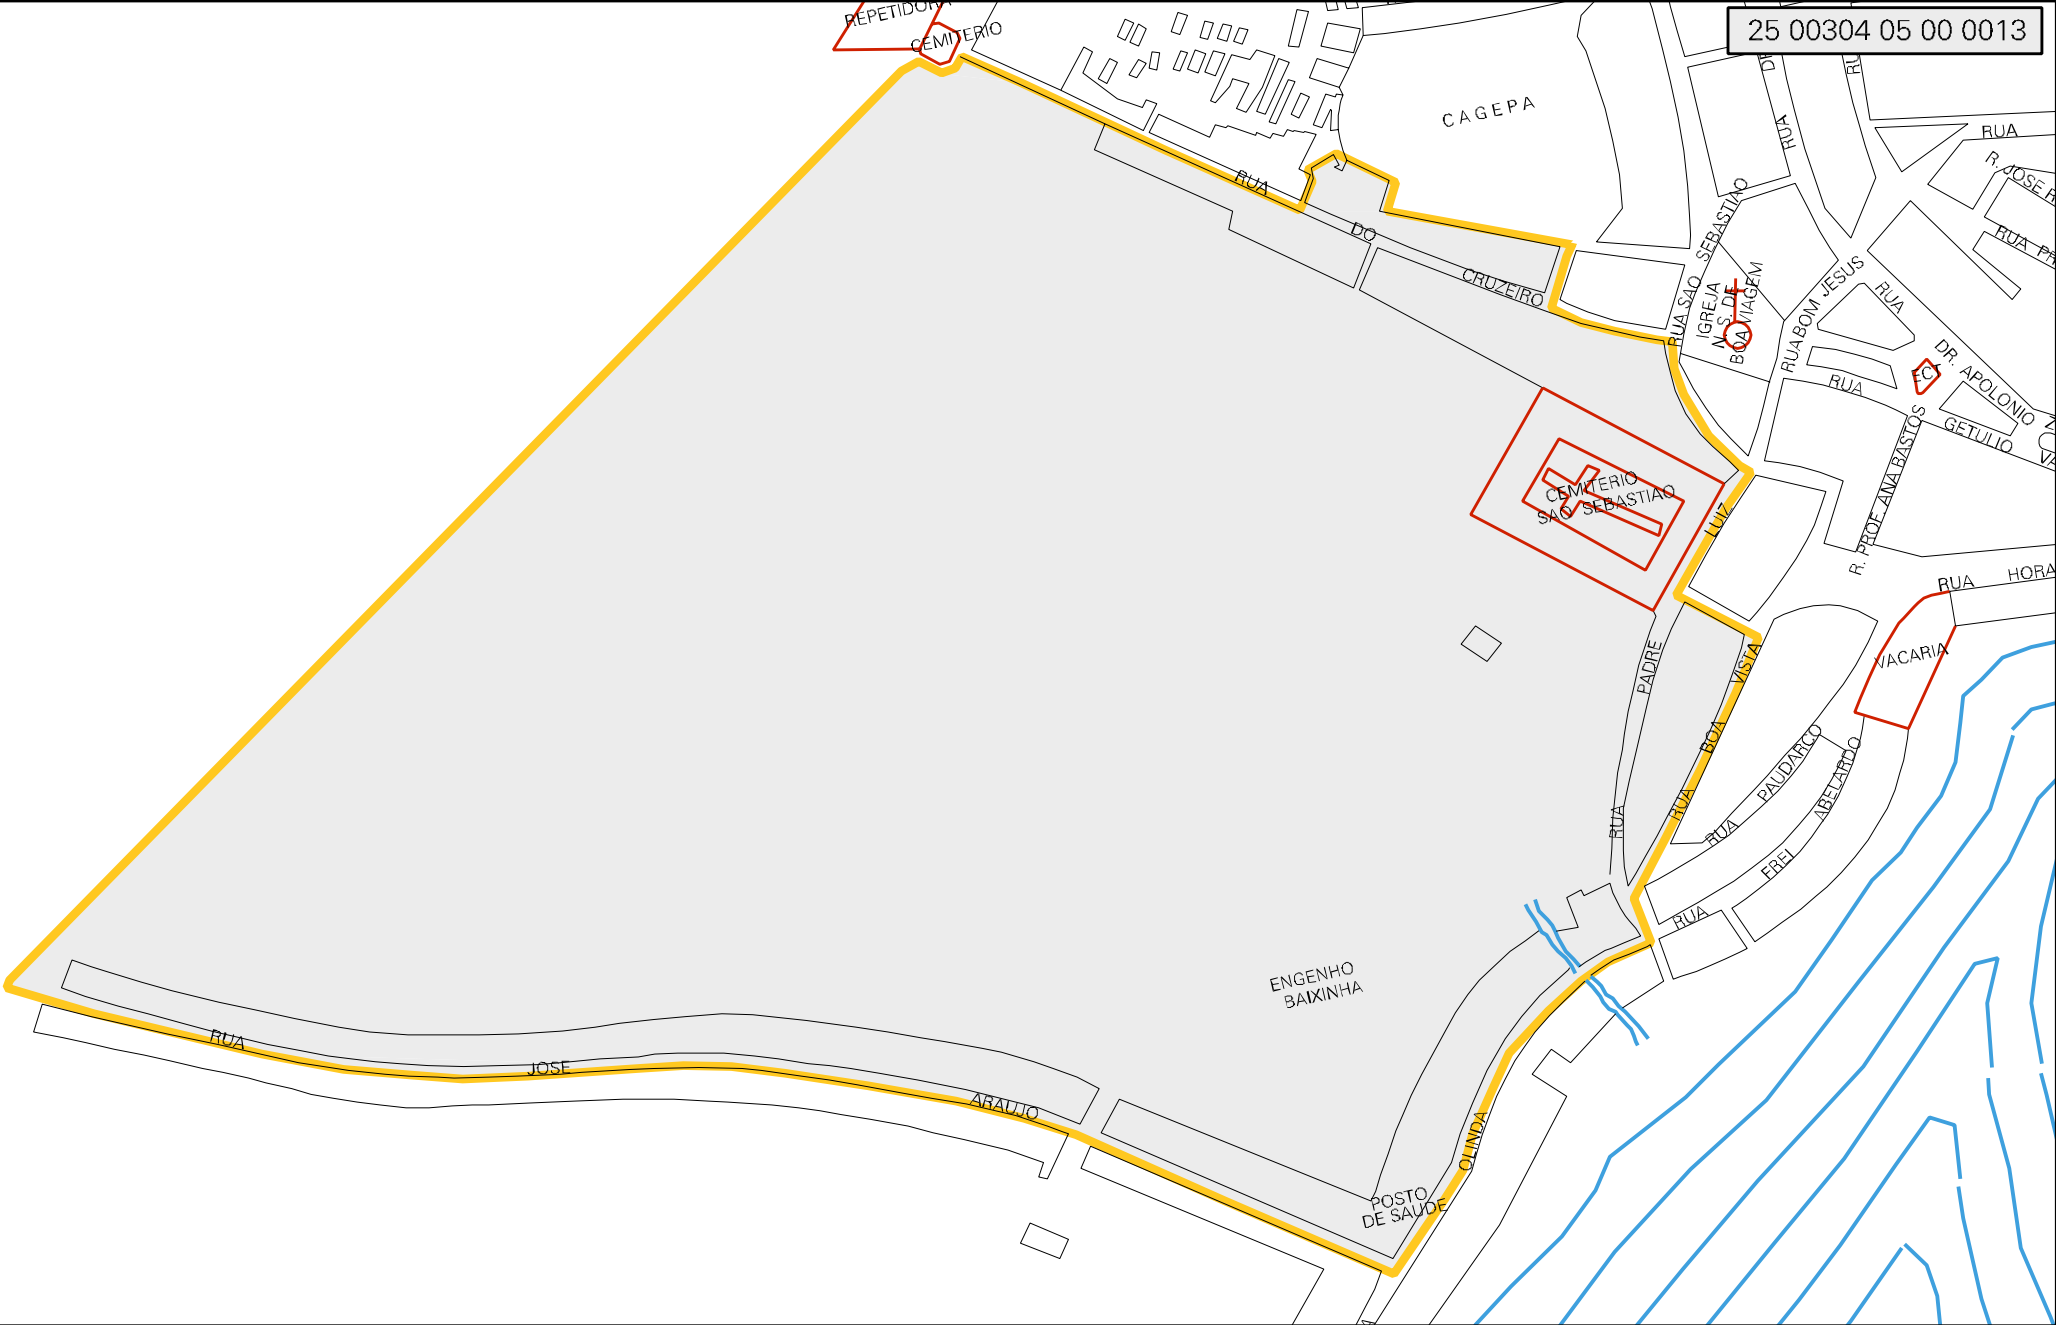 REPETIDORA
CEMITERIO
25 00304 05 00 0013
CAGEPA
RUA
RUA
R. JOSE
RUA
DO
CRUZEIRO
RUA SAO SEBASTIAO
IGREJA
N. S. DE
BOA VIAGEM
RUA BOM JESUS
RUA
DR. APOLONIO
RUA
ECT
GETULIO
R. PROF. ANA BASTOS
RUA
CEMITERIO
SAO SEBASTIAO
LUIZ
PADRE
RUA
RUA
BOA
VISTA
RUA HORA
VACARIA
RUA
PAUDARCO
RUA
FREI
ABELARDO
ENGENHO
BAIXINHA
RUA
JOSE
ARAUJO
OLINDA
POSTO
DE SAUDE